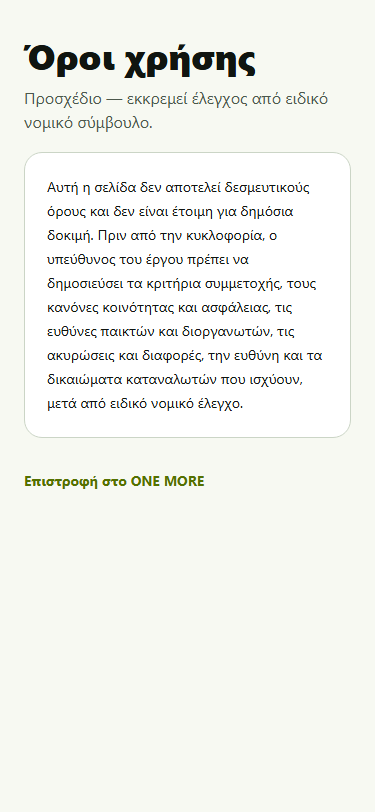 Όροι χρήσης
Προσχέδιο — εκκρεμεί έλεγχος από ειδικό
νομικό σύμβουλο.
Αυτή η σελίδα δεν αποτελεί δεσμευτικούς
όρους και δεν είναι έτοιμη για δημόσια
δοκιμή. Πριν από την κυκλοφορία, ο
υπεύθυνος του έργου πρέπει να
δημοσιεύσει τα κριτήρια συμμετοχής, τους
κανόνες κοινότητας και ασφάλειας, τις
ευθύνες παικτών και διοργανωτών, τις
ακυρώσεις και διαφορές, την ευθύνη και τα
δικαιώματα καταναλωτών που ισχύουν,
μετά από ειδικό νομικό έλεγχο.
Επιστροφή στο ONE MORE